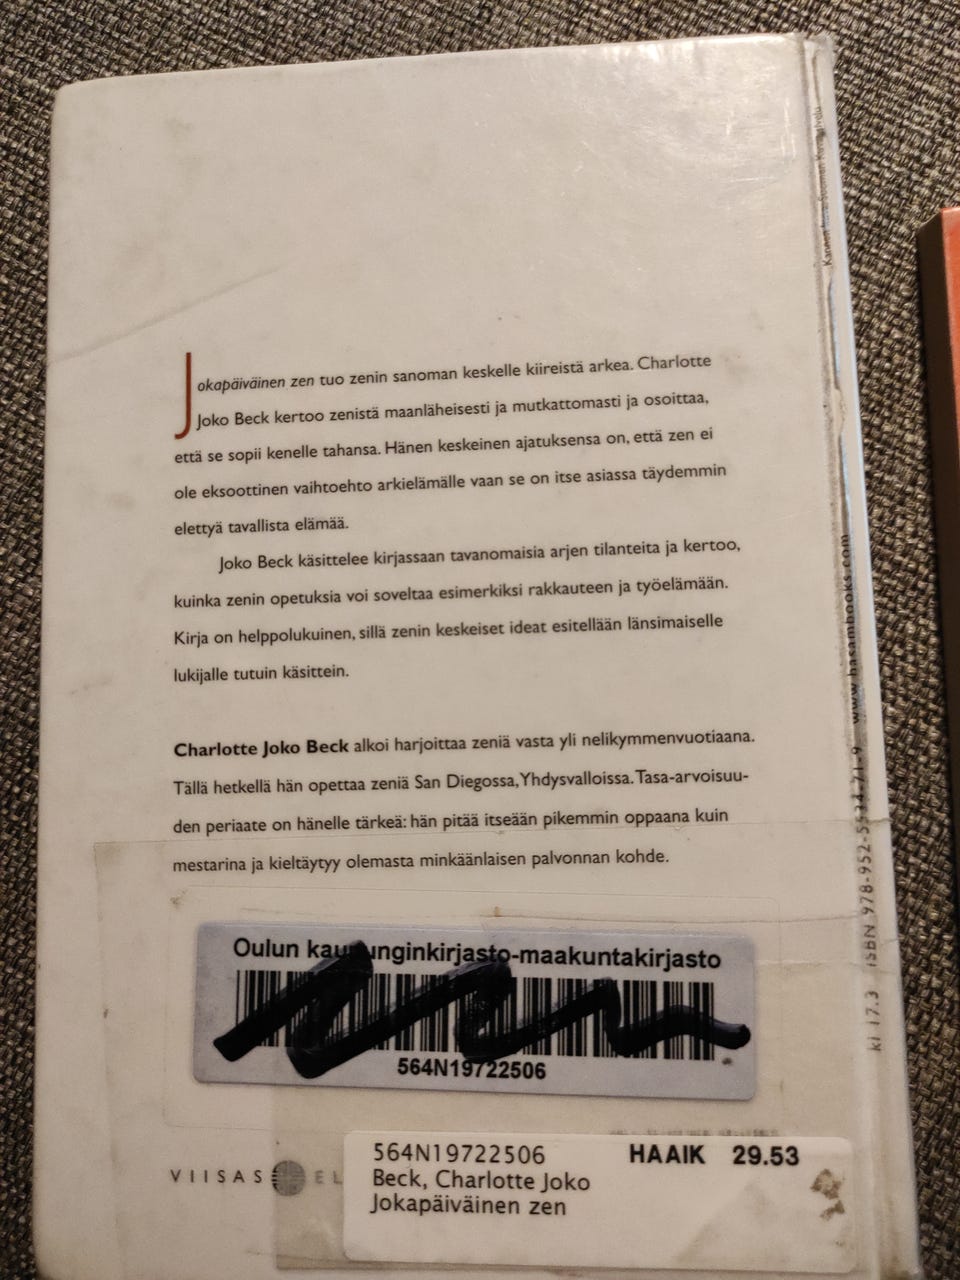 Jokapäiväinen zen tuo zenin sanoman keskelle kiireistä arkea. Charlotte
Joko Beck kertoo zenistä maanläheisesti ja mutkattomasti ja osoittaa,
että se sopii kenelle tahansa. Hänen keskeinen ajatuksensa on, että zen ei
ole eksoottinen vaihtoehto arkielämälle vaan se on itse asiassa täydemmin
elettyä tavallista elämää.
Joko Beck käsittelee kirjassaan tavanomaisia arjen tilanteita ja kertoo,
kuinka zenin opetuksia voi soveltaa esimerkiksi rakkauteen ja työelämään.
Kirja on helppolukuinen, sillä zenin keskeiset ideat esitellään länsimaiselle
lukijalle tutuin käsittein.
Charlotte Joko Beck alkoi harjoittaa zeniä vasta yli nelikymmenvuotiaana.
Tällä hetkellä hän opettaa zeniä San Diegossa, Yhdysvalloissa. Tasa-arvoisuu-
den periaate on hänelle tärkeä: hän pitää itseään pikemmin oppaana kuin
mestarina ja kieltäytyy olemasta minkäänlaisen palvonnan kohde.
Oulun kaupunginkirjasto-maakuntakirjasto
564N19722506
VIISAS EL
564N19722506 HAAIK 29.53
Beck, Charlotte Joko
Jokapäiväinen zen
kl 17.3 ISBN 978-952-5534-71-9 www.basambooks.com